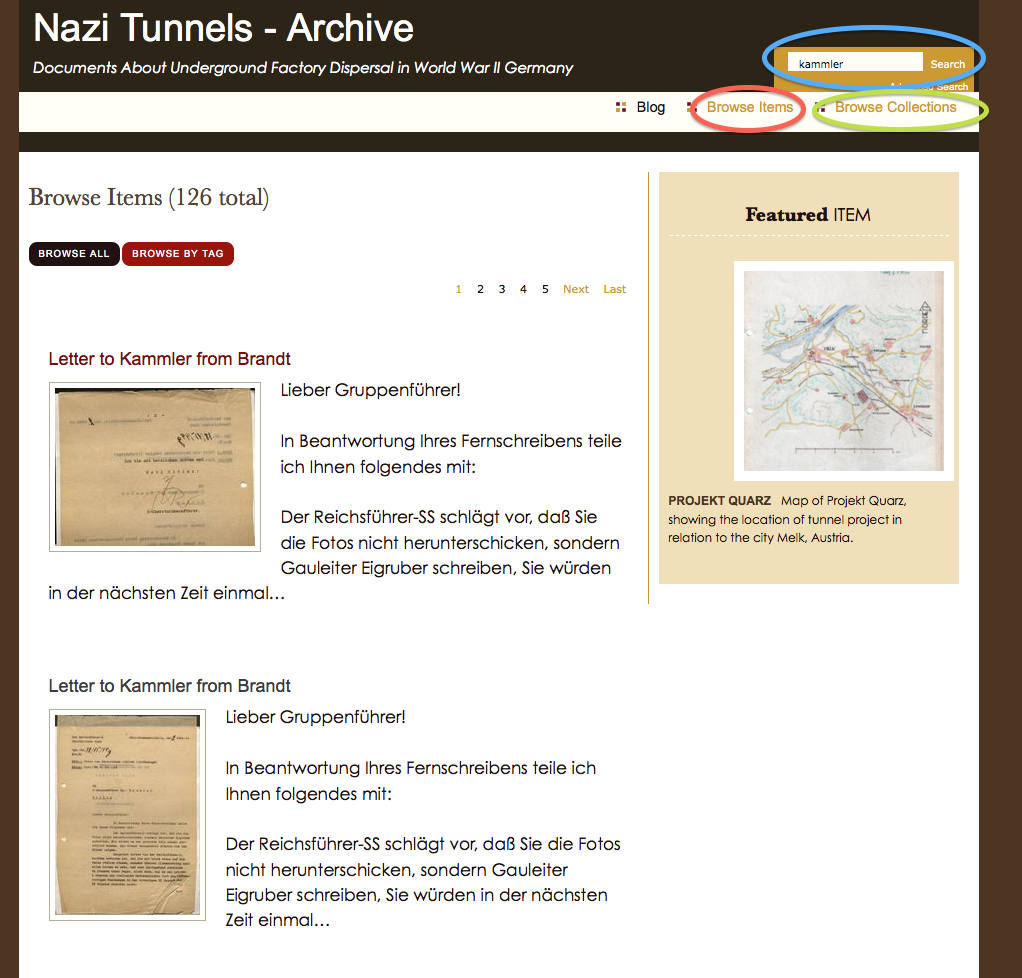 Nazi Tunnels - Archive
Documents About Underground Factory Dispersal in World War II Germany
kammler Search
Advanced Search
Blog Browse Items Browse Collections
Browse Items (126 total)
BROWSE ALL BROWSE BY TAG
1 2 3 4 5 Next Last
Letter to Kammler from Brandt
Lieber Gruppenführer!
In Beantwortung Ihres Fernschreibens teile
ich Ihnen folgendes mit:
Der Reichsführer-SS schlägt vor, daß Sie
die Fotos nicht herunterschicken, sondern
Gauleiter Eigruber schreiben, Sie würden
in der nächsten Zeit einmal…
Letter to Kammler from Brandt
Lieber Gruppenführer!
In Beantwortung Ihres Fernschreibens teile ich
Ihnen folgendes mit:
Der Reichsführer-SS schlägt vor, daß Sie die Fotos
nicht herunterschicken, sondern Gauleiter
Eigruber schreiben, Sie würden in der nächsten
Zeit einmal…
Featured ITEM
PROJEKT QUARZ Map of Projekt Quarz,
showing the location of tunnel project in
relation to the city Melk, Austria.